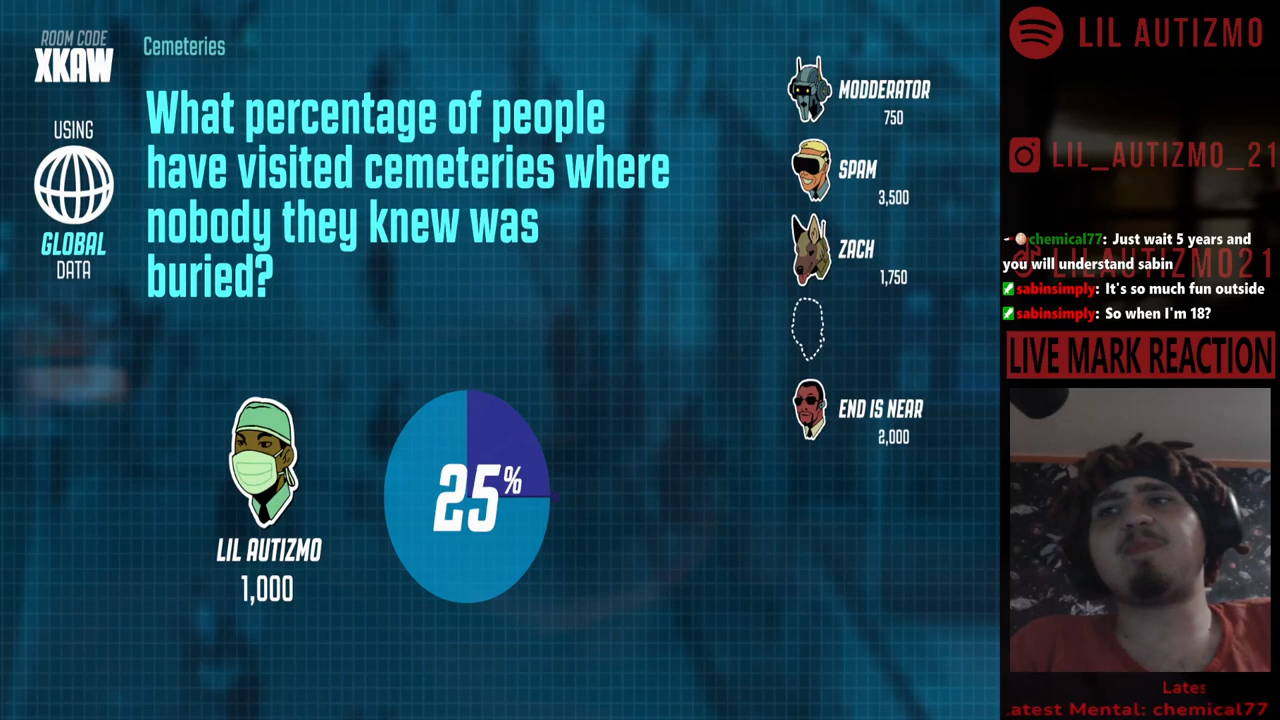 ROOM CODE
XKAW
USING
GLOBAL
DATA
Cemeteries
What percentage of people
have visited cemeteries where
nobody they knew was
buried?
LIL AUTIZMO
1,000
25%
MODDERATOR
750
SPAM
3,500
ZACH
1,750
END IS NEAR
2,000
LIL AUTIZMO
LIL_AUTIZMO_21
LILAUTIZMO21
chemical77: Just wait 5 years and
you will understand sabin
sabinsimply: It's so much fun outside
sabinsimply: So when I'm 18?
LIVE MARK REACTION
Lates
atest Mental: chemical77